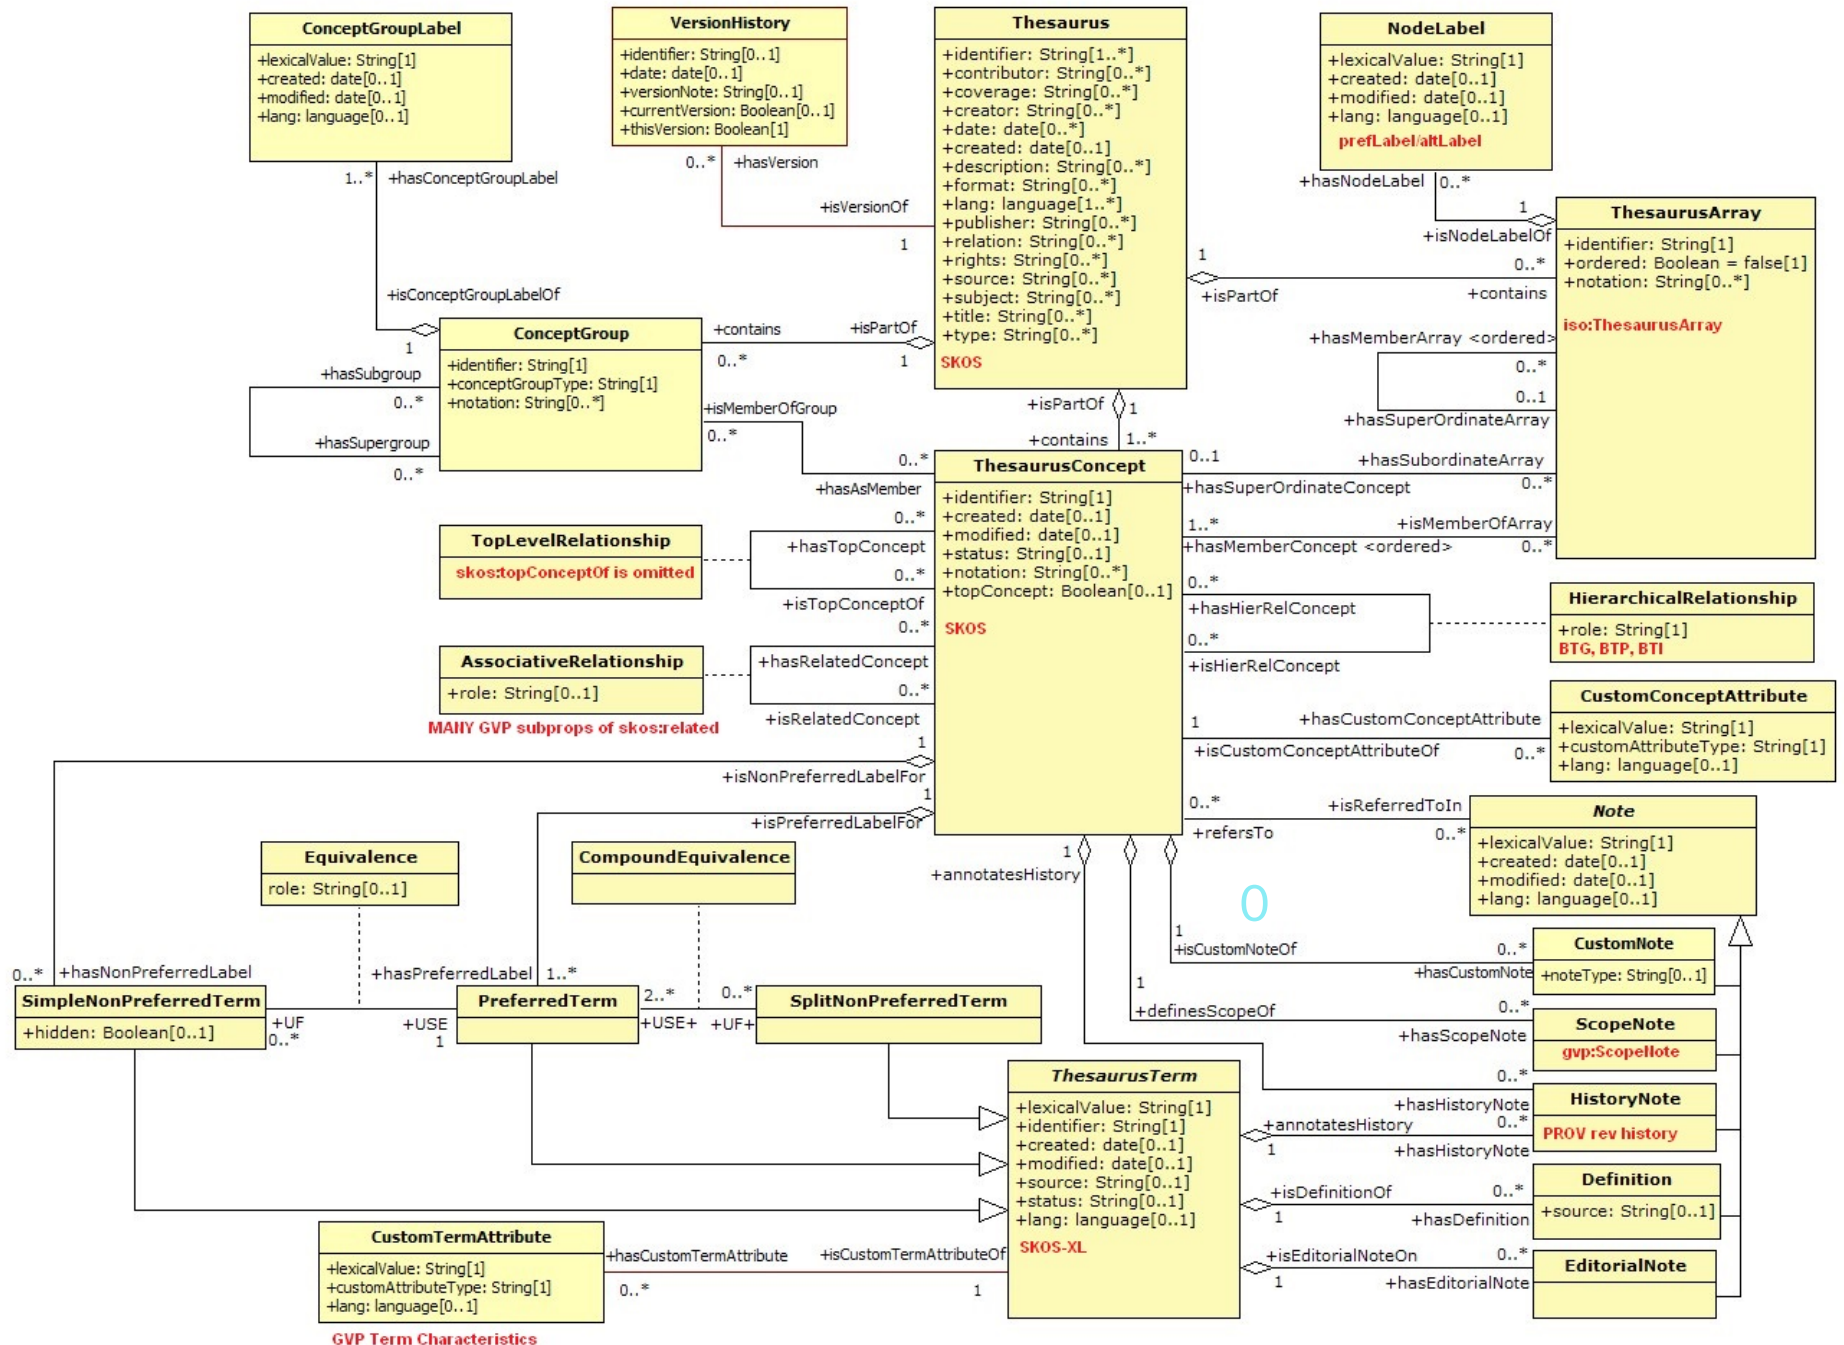 ConceptGroupLabel
+lexicalValue: String[1]
+created: date[0..1]
+modified: date[0..1]
+lang: language[0..1]
1..*
+hasConceptGroupLabel
+isConceptGroupLabelOf
1
VersionHistory
+identifier: String[0..1]
+date: date[0..1]
+versionNote: String[0..1]
+currentVersion: Boolean[0..1]
+thisVersion: Boolean[1]
0..*
+hasVersion
+isVersionOf
1
Thesaurus
+identifier: String[1..*]
+contributor: String[0..*]
+coverage: String[0..*]
+creator: String[0..*]
+date: date[0..*]
+created: date[0..1]
+description: String[0..*]
+format: String[0..*]
+lang: language[1..*]
+publisher: String[0..*]
+relation: String[0..*]
+rights: String[0..*]
+source: String[0..*]
+subject: String[0..*]
+title: String[0..*]
+type: String[0..*]
SKOS
NodeLabel
+lexicalValue: String[1]
+created: date[0..1]
+modified: date[0..1]
+lang: language[0..1]
prefLabel/altLabel
+hasNodeLabel
0..*
1
+isNodeLabelOf
ThesaurusArray
+identifier: String[1]
+ordered: Boolean = false[1]
+notation: String[0..*]
iso:ThesaurusArray
1
+isPartOf
0..*
+contains
+hasMemberArray <ordered>
0..*
0..1
+hasSuperOrdinateArray
ConceptGroup
+identifier: String[1]
+conceptGroupType: String[1]
+notation: String[0..*]
+contains
0..*
+isPartOf
1
+hasSubgroup
0..*
+hasSupergroup
0..*
+isMemberOfGroup
0..*
0..*
+hasAsMember
+isPartOf
1
+contains
1..*
ThesaurusConcept
+identifier: String[1]
+created: date[0..1]
+modified: date[0..1]
+status: String[0..1]
+notation: String[0..*]
+topConcept: Boolean[0..1]
SKOS
0..1
+hasSubordinateArray
+hasSuperOrdinateConcept
0..*
1..*
+isMemberOfArray
+hasMemberConcept <ordered>
0..*
TopLevelRelationship
skos:topConceptOf is omitted
0..*
+hasTopConcept
0..*
+isTopConceptOf
0..*
+hasHierRelConcept
0..*
+isHierRelConcept
HierarchicalRelationship
+role: String[1]
BTG, BTP, BTI
AssociativeRelationship
+role: String[0..1]
MANY GVP subprops of skos:related
0..*
+hasRelatedConcept
0..*
+isRelatedConcept
1
+hasCustomConceptAttribute
+isCustomConceptAttributeOf
0..*
CustomConceptAttribute
+lexicalValue: String[1]
+customAttributeType: String[1]
+lang: language[0..1]
1
+isNonPreferredLabelFor
1
+isPreferredLabelFor
0..*
+isReferredToIn
+refersTo
0..*
Note
+lexicalValue: String[1]
+created: date[0..1]
+modified: date[0..1]
+lang: language[0..1]
Equivalence
role: String[0..1]
CompoundEquivalence
1
+annotatesHistory
0
1
+isCustomNoteOf
0..*
+hasCustomNote
CustomNote
+noteType: String[0..1]
0..*
+hasNonPreferredLabel
+hasPreferredLabel
1..*
SimpleNonPreferredTerm
+hidden: Boolean[0..1]
+UF
0..*
+USE
1
PreferredTerm
2..*
+USE+
0..*
+UF+
SplitNonPreferredTerm
1
+definesScopeOf
0..*
+hasScopeNote
ScopeNote
gvp:ScopeNote
0..*
+hasHistoryNote
HistoryNote
PROV rev history
ThesaurusTerm
+lexicalValue: String[1]
+identifier: String[1]
+created: date[0..1]
+modified: date[0..1]
+source: String[0..1]
+status: String[0..1]
+lang: language[0..1]
SKOS-XL
+annotatesHistory
0..*
1
+hasHistoryNote
+isDefinitionOf
0..*
1
+hasDefinition
Definition
+source: String[0..1]
+isEditorialNoteOn
0..*
1
+hasEditorialNote
EditorialNote
CustomTermAttribute
+lexicalValue: String[1]
+customAttributeType: String[1]
+lang: language[0..1]
GVP Term Characteristics
+hasCustomTermAttribute
0..*
+isCustomTermAttributeOf
1